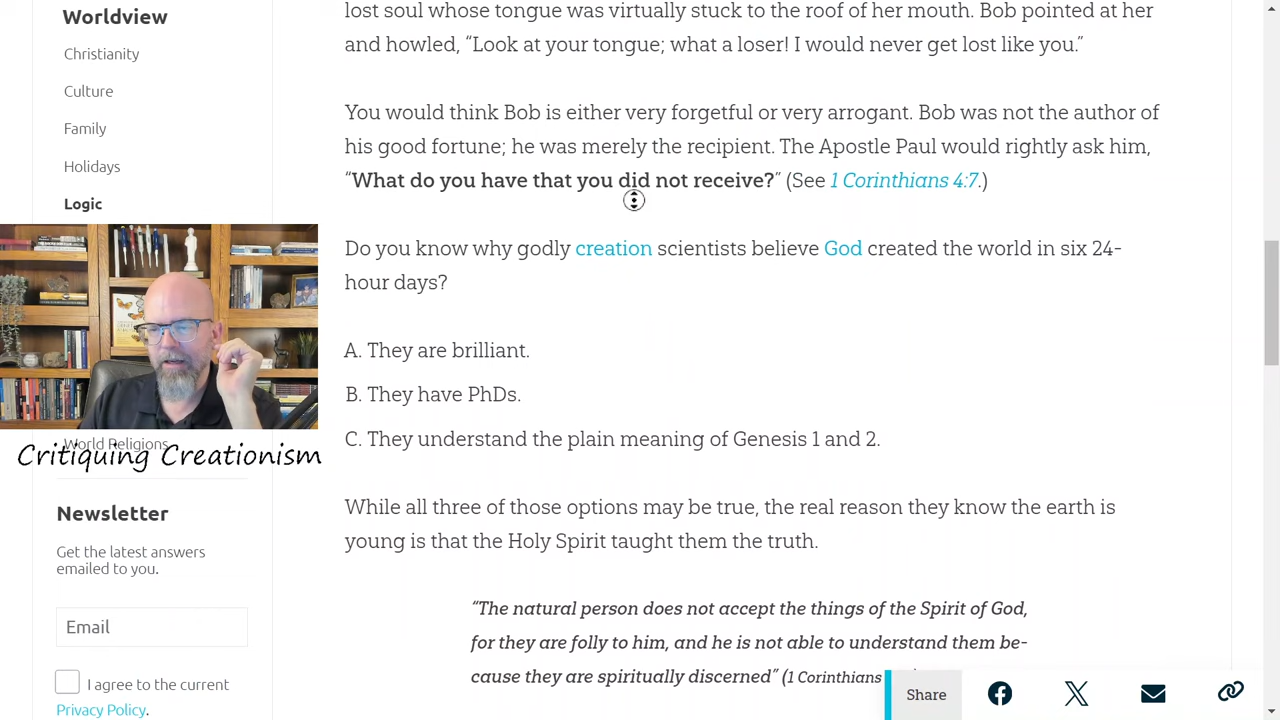 Worldview
Christianity
Culture
Family
Holidays
Logic
World Religions
Critiquing Creationism
Newsletter
Get the latest answers
emailed to you.
Email
I agree to the current
Privacy Policy.
lost soul whose tongue was virtually stuck to the roof of her mouth. Bob pointed at her
and howled, “Look at your tongue; what a loser! I would never get lost like you.”
You would think Bob is either very forgetful or very arrogant. Bob was not the author of
his good fortune; he was merely the recipient. The Apostle Paul would rightly ask him,
“What do you have that you did not receive?” (See 1 Corinthians 4:7.)
Do you know why godly creation scientists believe God created the world in six 24-
hour days?
A. They are brilliant.
B. They have PhDs.
C. They understand the plain meaning of Genesis 1 and 2.
While all three of those options may be true, the real reason they know the earth is
young is that the Holy Spirit taught them the truth.
“The natural person does not accept the things of the Spirit of God,
for they are folly to him, and he is not able to understand them be-
cause they are spiritually discerned” (1 Corinthians
Share